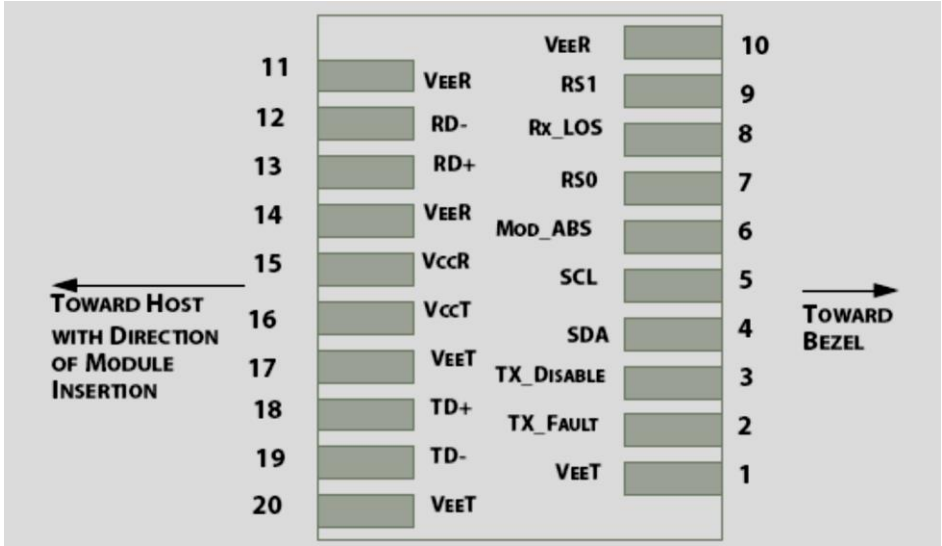 11 VEER
12 RD-
13 RD+
14 VEER
15 VCCR
16 VCCT
17 VEET
18 TD+
19 TD-
20 VEET
VEER 10
RS1 9
RX_LOS 8
RS0 7
MOD_ABS 6
SCL 5
SDA 4
TX_DISABLE 3
TX_FAULT 2
VEET 1
TOWARD HOST
WITH DIRECTION
OF MODULE
INSERTION
TOWARD
BEZEL